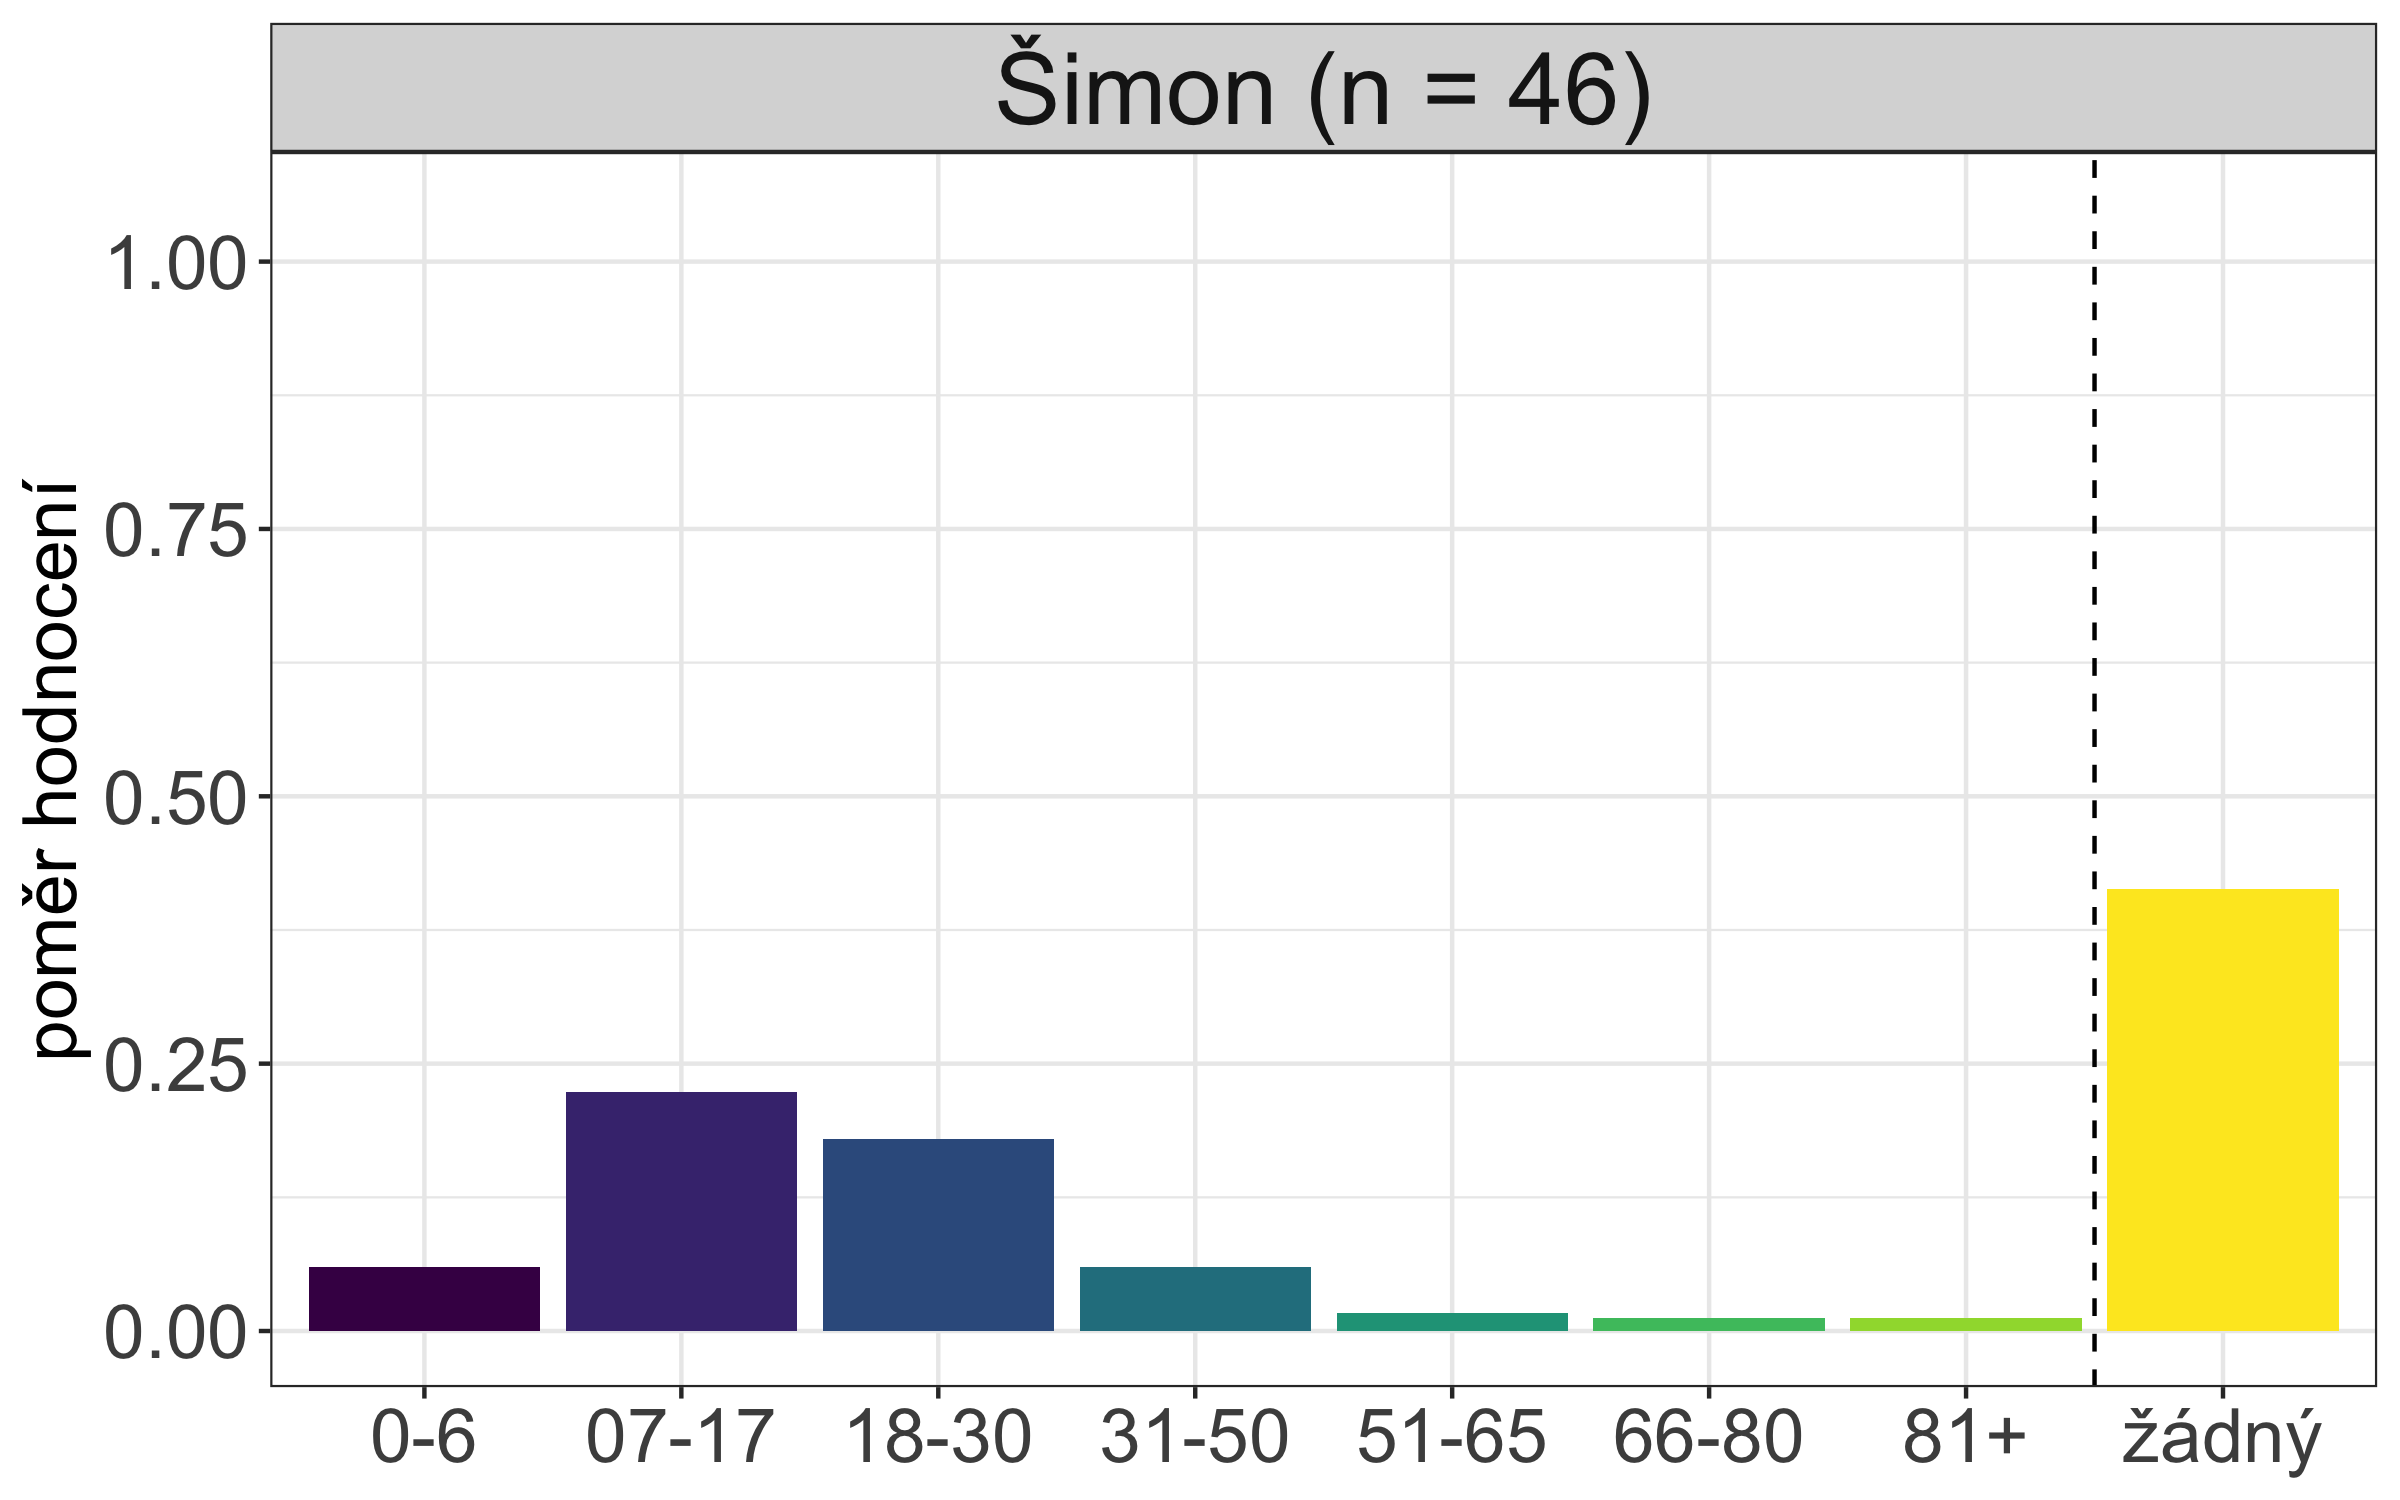 Šimon (n = 46)
poměr hodnocení
1.00
0.75
0.50
0.25
0.00
0-6 07-17 18-30 31-50 51-65 66-80 81+ žádný